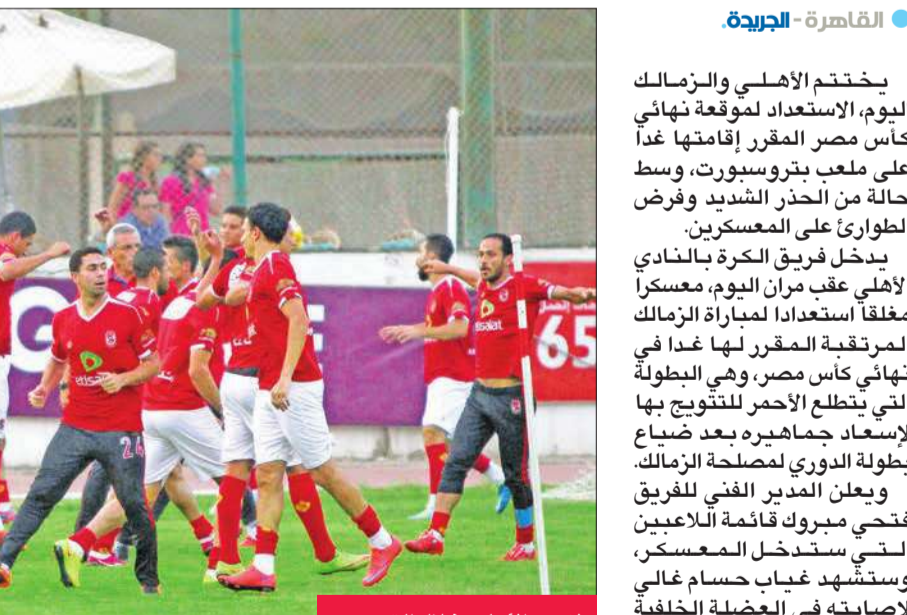 القاهرة - الجريدة.
يختتم الأهلي والزمالك
اليوم، الاستعداد لموقعة نهائي
كأس مصر المقرر إقامتها غدا
على ملعب بتروسبورت، وسط
حالة من الحذر الشديد وفرض
الطوارئ على المعسكرين.
يدخل فريق الكرة بالنادي
الأهلي عقب مران اليوم، معسكرا
مغلقا استعدادا لمباراة الزمالك
المرتقبة المقرر لها غدا في
نهائي كأس مصر، وهي البطولة
التي يتطلع الأحمر للتتويج بها
لإسعاد جماهيره بعد ضياع
بطولة الدوري لمصلحة الزمالك.
ويعلن المدير الفني للفريق
فتحي مبروك قائمة اللاعبين
التي ستدخل المعسكر،
وستشهد غياب حسام غالي
لإصابته في العضلة الخلفية
etisalat
24
65